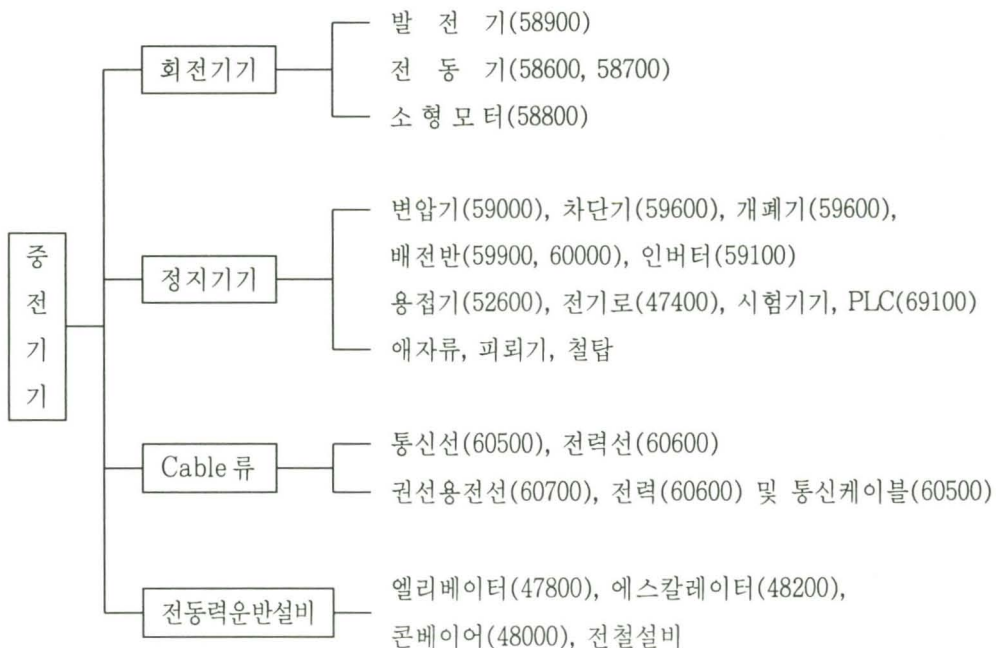 중전기기
회전기기
발 전 기(58900)
전 동 기(58600, 58700)
소 형 모 터(58800)
정지기기
변압기(59000), 차단기(59600), 개폐기(59600),
배전반(59900, 60000), 인버터(59100)
용접기(52600), 전기로(47400), 시험기기, PLC(69100)
애자류, 피뢰기, 철탑
Cable 류
통신선(60500), 전력선(60600)
권선용전선(60700), 전력(60600) 및 통신케이블(60500)
전동력운반설비
엘리베이터(47800), 에스칼레이터(48200),
콘베이어(48000), 전철설비